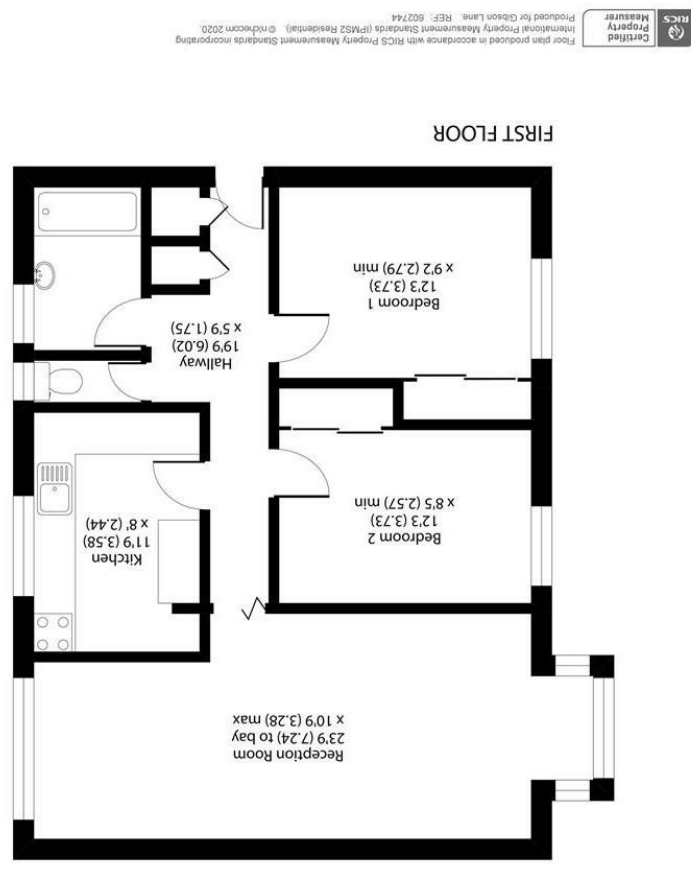 Reception Room
23'9 (7.24) to bay
x 10'9 (3.28) max
Bedroom 2
12'3 (3.73)
x 8'5 (2.57) min
Kitchen
11'9 (3.58)
x 8' (2.44)
Hallway
19'9 (6.02)
x 5'9 (1.75)
Bedroom 1
12'3 (3.73)
x 9'2 (2.79) min
FIRST FLOOR
RICS
Certified
Property
Measurer
Floor plan produced in accordance with RICS Property Measurement Standards incorporating
International Property Measurement Standards (IPMS2 Residential). ©nichecom 2020.
Produced for Gibson Lane. REF: 602744